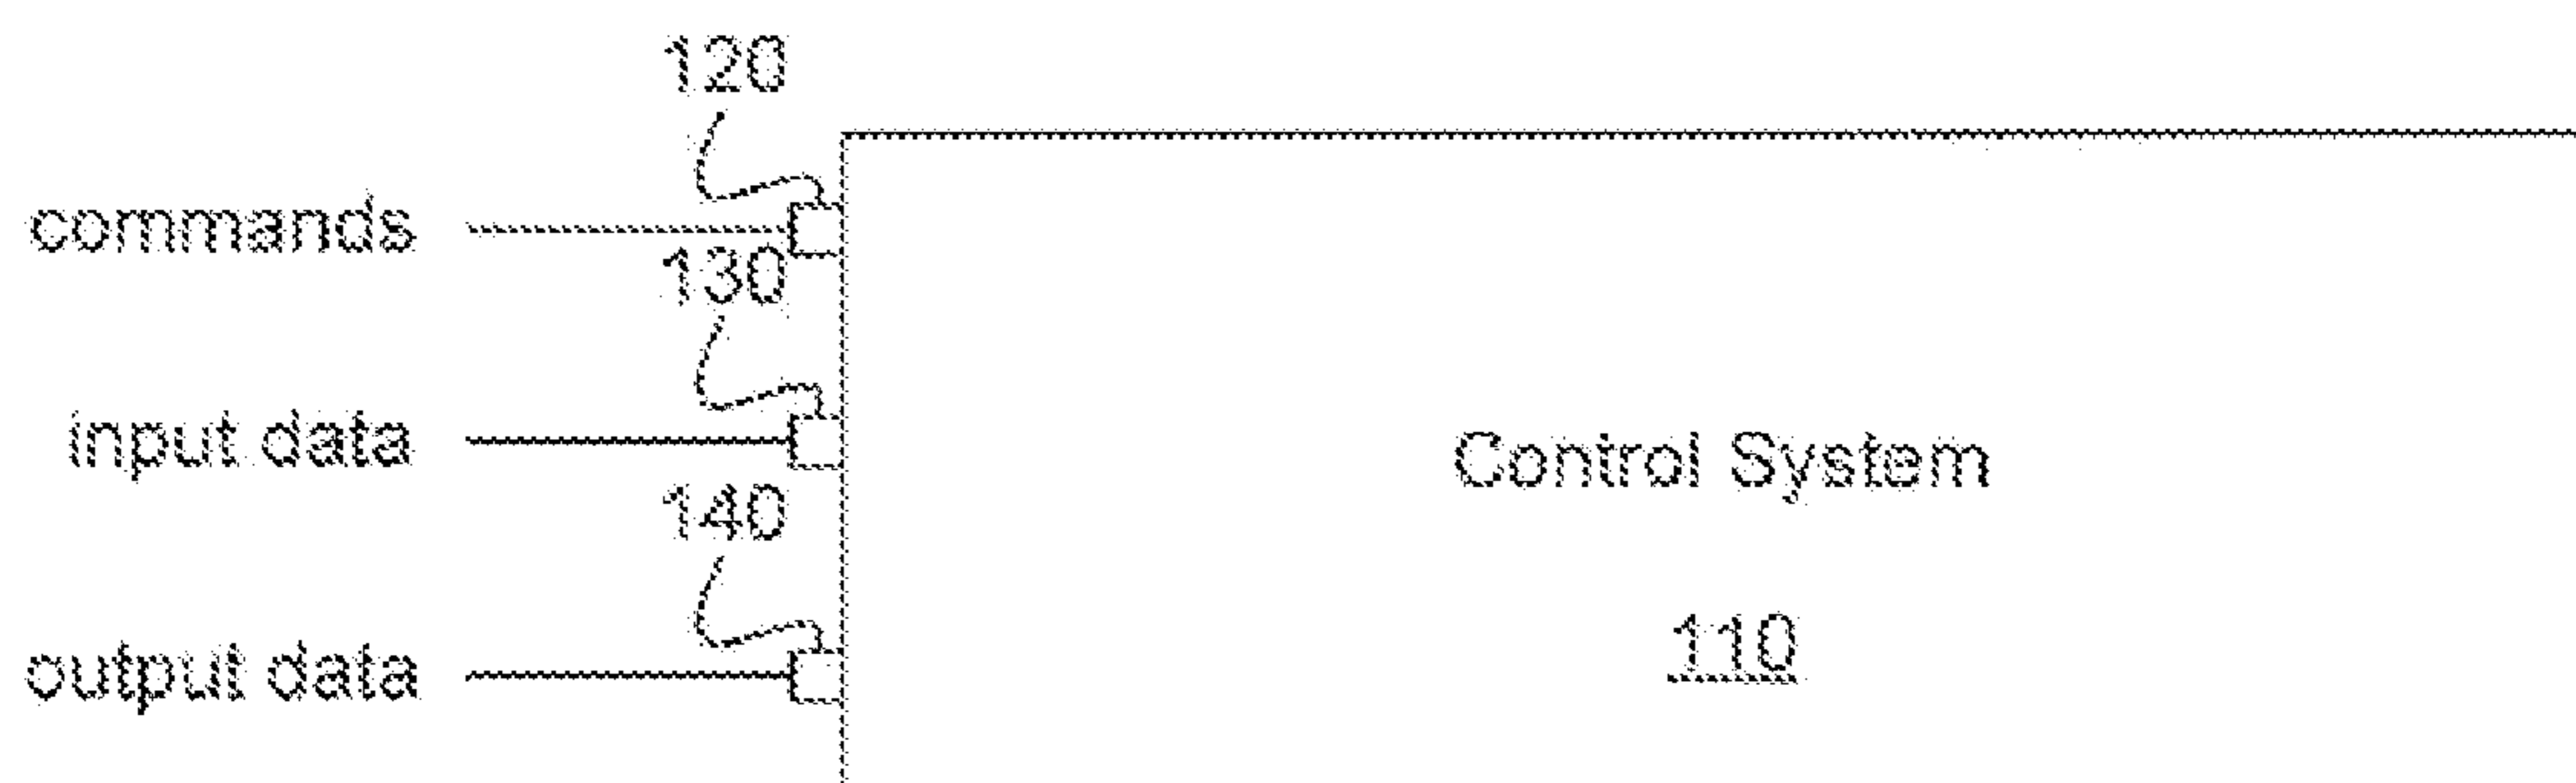 120
commands
130
input data
Control System
140
110
output data